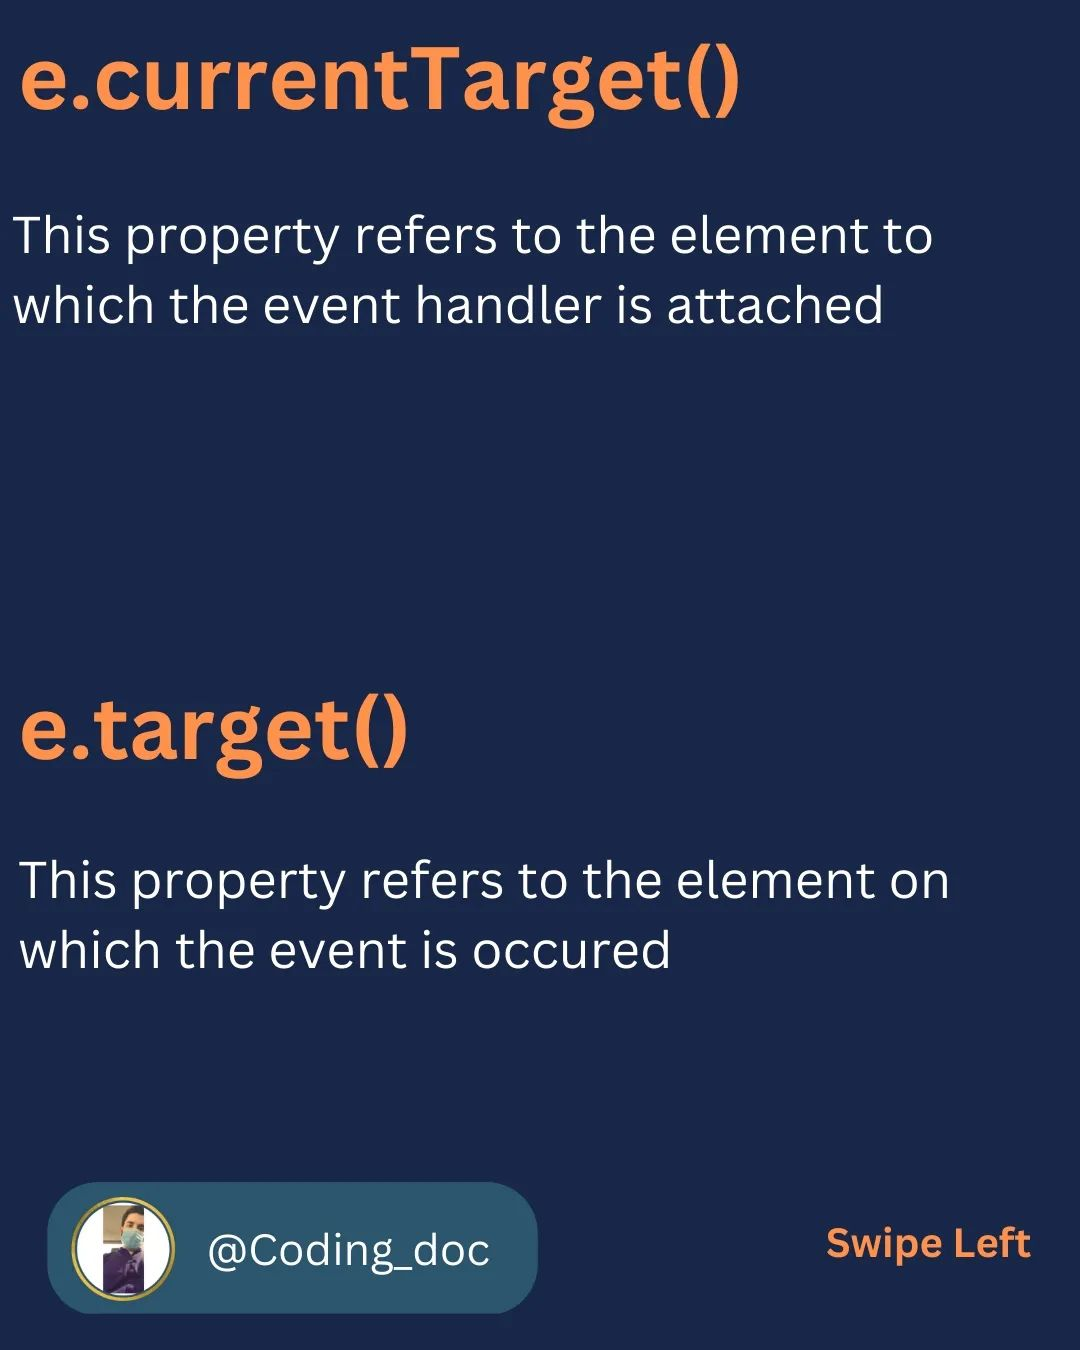 e.currentTarget()
This property refers to the element to
which the event handler is attached
e.target()
This property refers to the element on
which the event is occured
@Coding_doc
Swipe Left